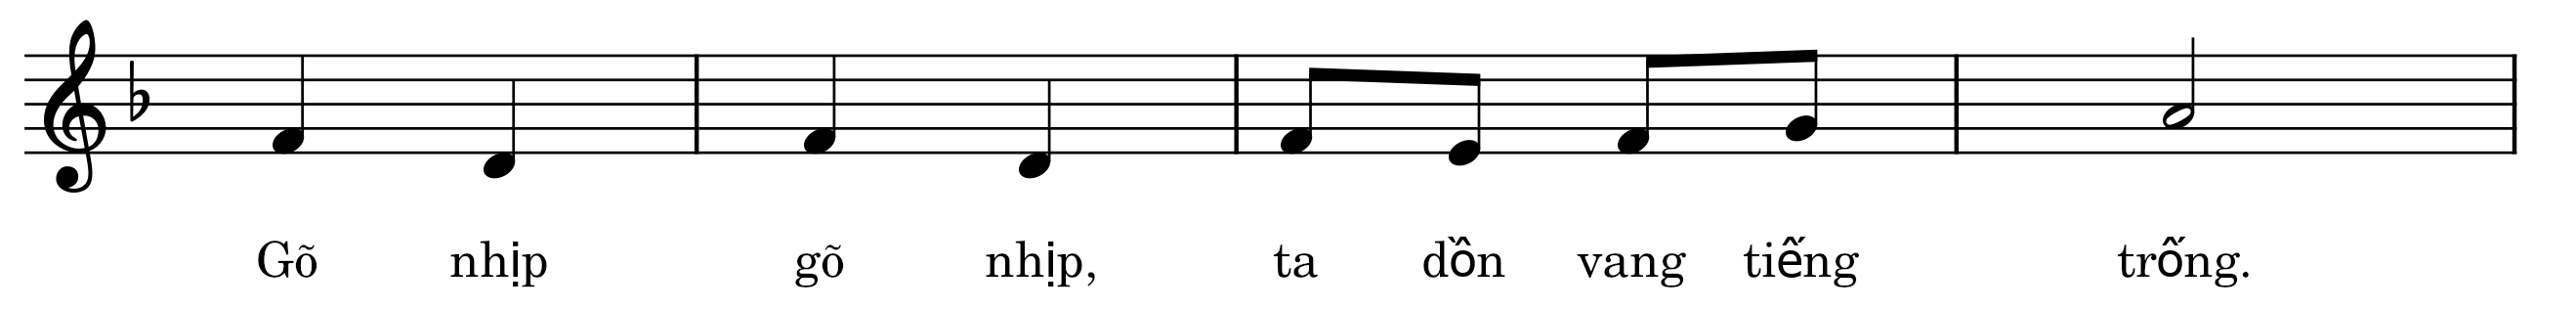 Gõ nhịp gõ nhịp, ta dồn vang tiếng trống.